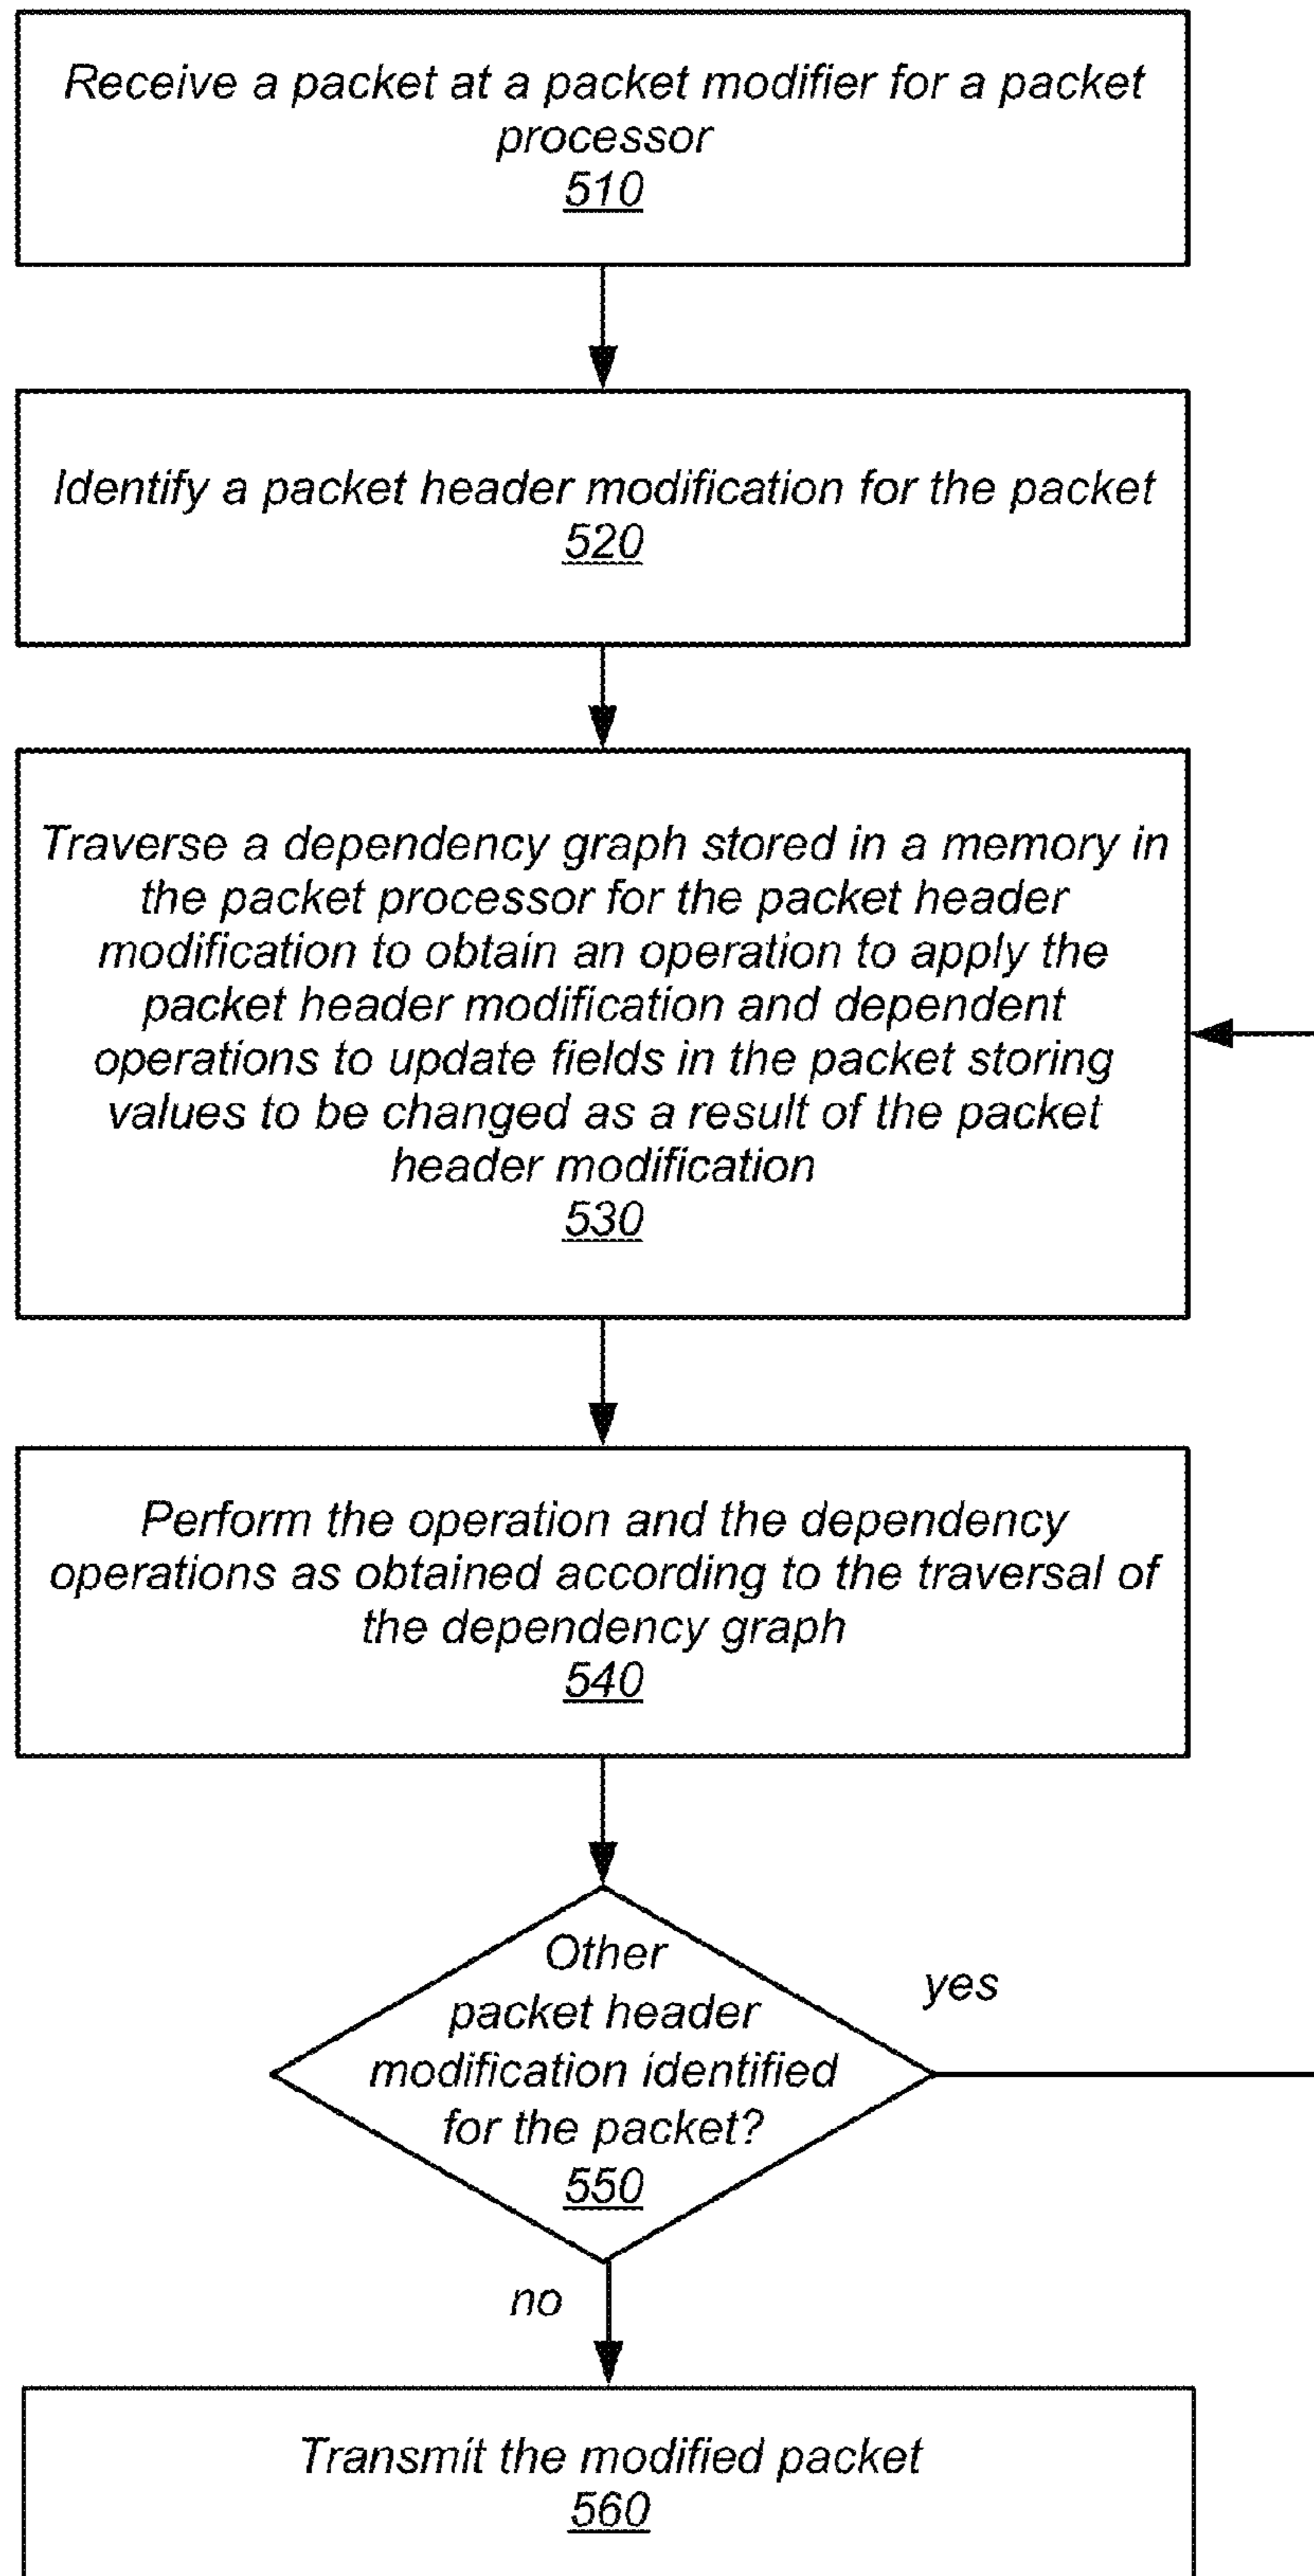 Receive a packet at a packet modifier for a packet
processor
510
Identify a packet header modification for the packet
520
Traverse a dependency graph stored in a memory in
the packet processor for the packet header
modification to obtain an operation to apply the
packet header modification and dependent
operations to update fields in the packet storing
values to be changed as a result of the packet
header modification
530
Perform the operation and the dependency
operations as obtained according to the traversal of
the dependency graph
540
Other
packet header
modification identified
for the packet?
550
yes
no
Transmit the modified packet
560